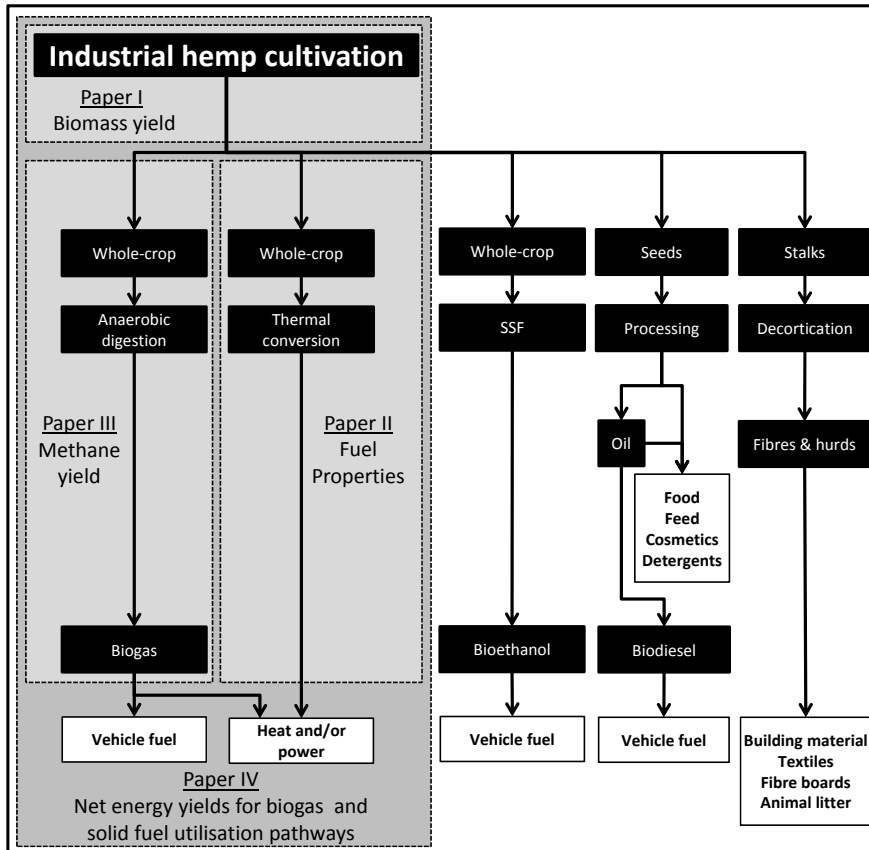 Industrial hemp cultivation
Paper I
Biomass yield
Whole-crop
Whole-crop
Whole-crop
Seeds
Stalks
Anaerobic
digestion
Thermal
conversion
SSF
Processing
Decortication
Paper III
Methane
yield
Paper II
Fuel
Properties
Oil
Fibres & hurds
Food
Feed
Cosmetics
Detergents
Biogas
Bioethanol
Biodiesel
Vehicle fuel
Heat and/or
power
Vehicle fuel
Vehicle fuel
Building material
Textiles
Fibre boards
Animal litter
Paper IV
Net energy yields for biogas and
solid fuel utilisation pathways